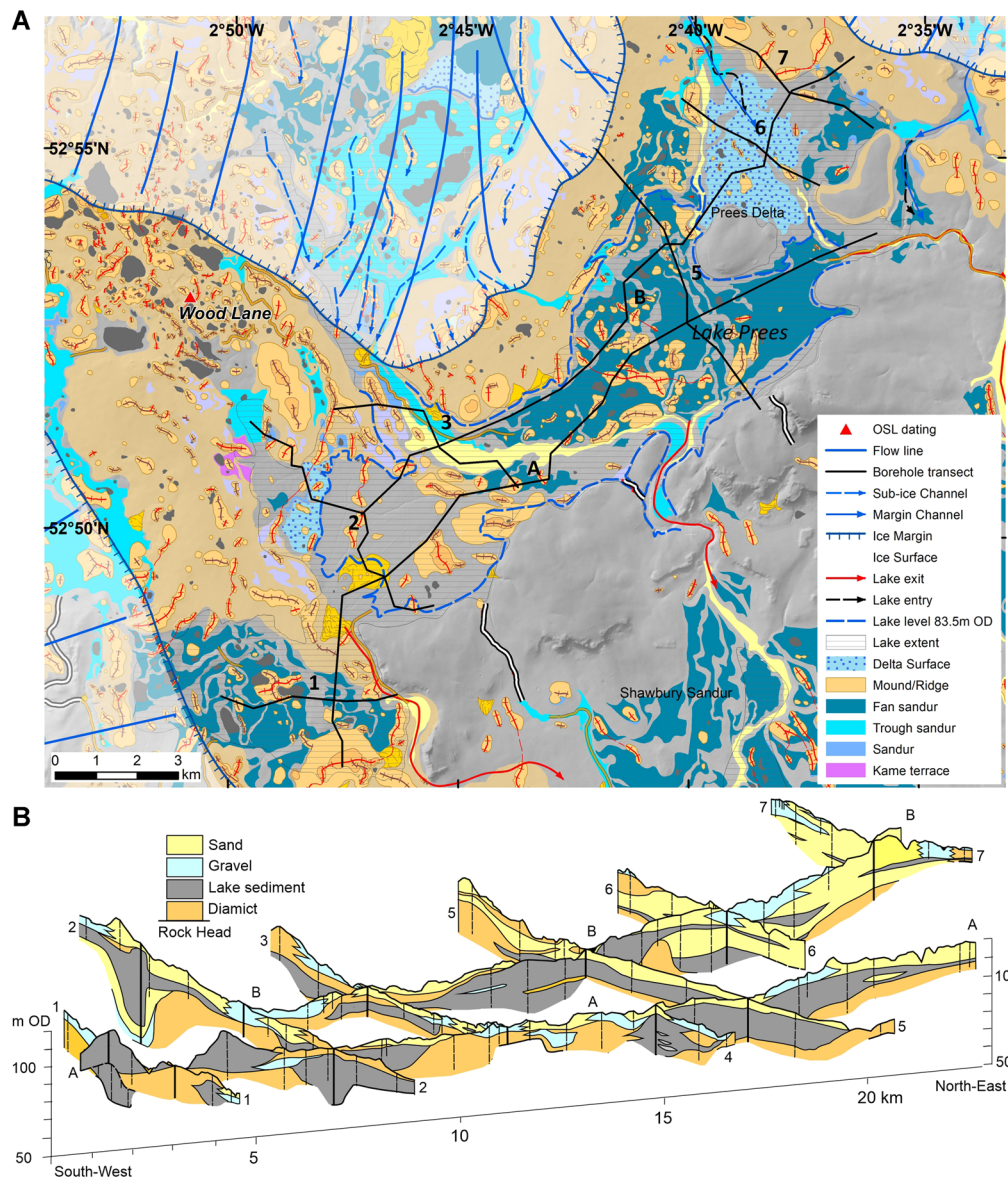 A
2°50'W
2°45'W
2°40'W
2°35'W
7
52°55'N
6
Prees Delta
5
B
Wood Lane
Lake Prees
3
A
52°50'N
2
1
Shawbury Sandur
0 1 2 3
km
OSL dating
Flow line
Borehole transect
Sub-ice Channel
Margin Channel
Ice Margin
Ice Surface
Lake exit
Lake entry
Lake level 83.5m OD
Lake extent
Delta Surface
Mound/Ridge
Fan sandur
Trough sandur
Sandur
Kame terrace
B
Sand
Gravel
Lake sediment
Diamict
Rock Head
7
B
7
6
5
B
6
A
2
3
B
A
10
1
m OD
5
4
100
A
2
1
50
North-East
20 km
15
10
5
50
South-West